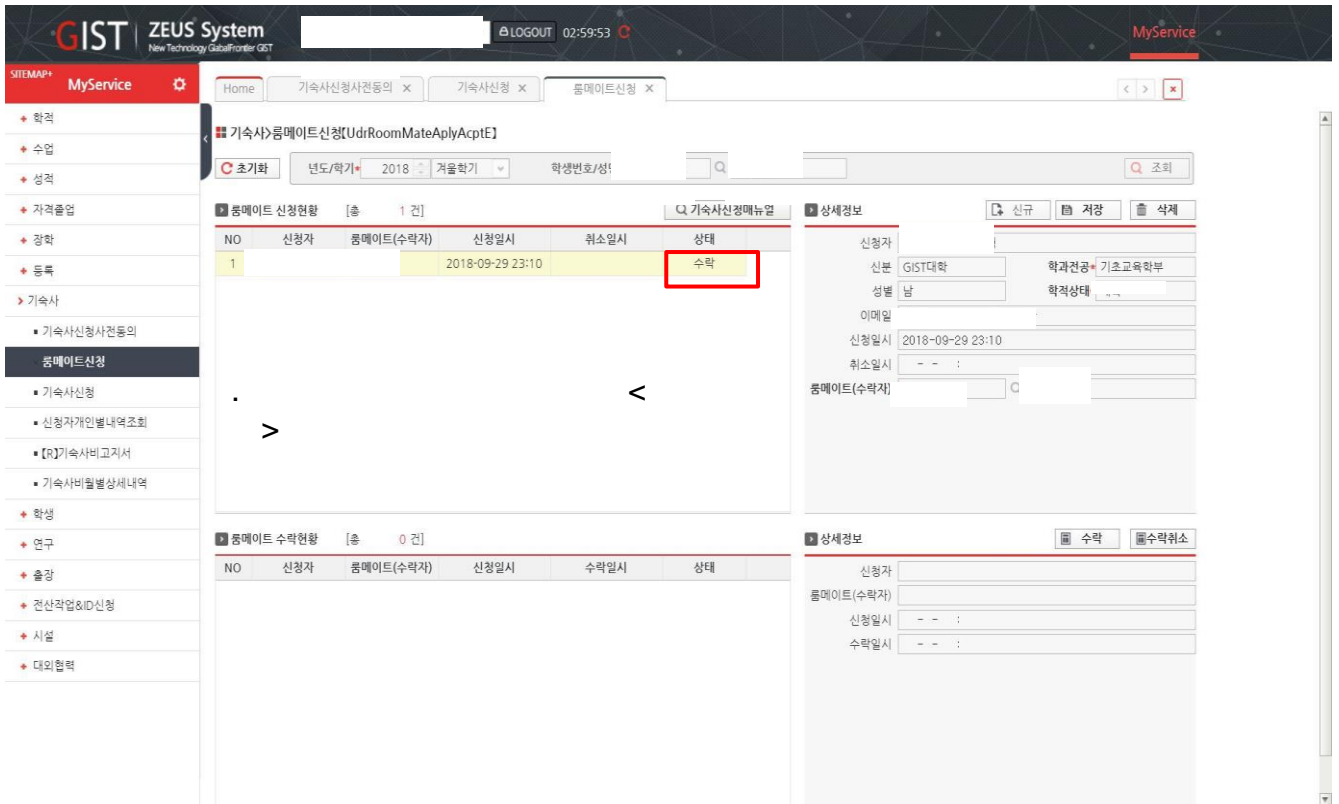 GIST ZEUS System
New Technology GlobalFrontier GIST
LOGOUT 02:59:53
MyService
SITEMAP+
MyService
Home 기숙사신청사전동의 기숙사신청 룸메이트신청
학적
수업
성적
자격졸업
장학
등록
기숙사
기숙사신청사전동의
룸메이트신청
기숙사신청
신청자개인별내역조회
【R】기숙사비고지서
기숙사비월별상세내역
학생
연구
출장
전산작업&ID신청
시설
대외협력
기숙사>룸메이트신청【UdrRoomMateAplyAcptE】
초기화 년도/학기* 2018 겨울학기 학생번호/성 조회
룸메이트 신청현황 [총 1 건] 기숙사신청매뉴얼
NO 신청자 룸메이트(수락자) 신청일시 취소일시 상태
1 2018-09-29 23:10 수락
. <
>
상세정보 신규 저장 삭제
신청자
신분 GIST대학 학과전공* 기초교육학부
성별 남 학적상태
이메일
신청일시 2018-09-29 23:10
취소일시 - - :
룸메이트(수락자)
룸메이트 수락현황 [총 0 건]
NO 신청자 룸메이트(수락자) 신청일시 수락일시 상태
상세정보 수락 수락취소
신청자
룸메이트(수락자)
신청일시 - - :
수락일시 - - :